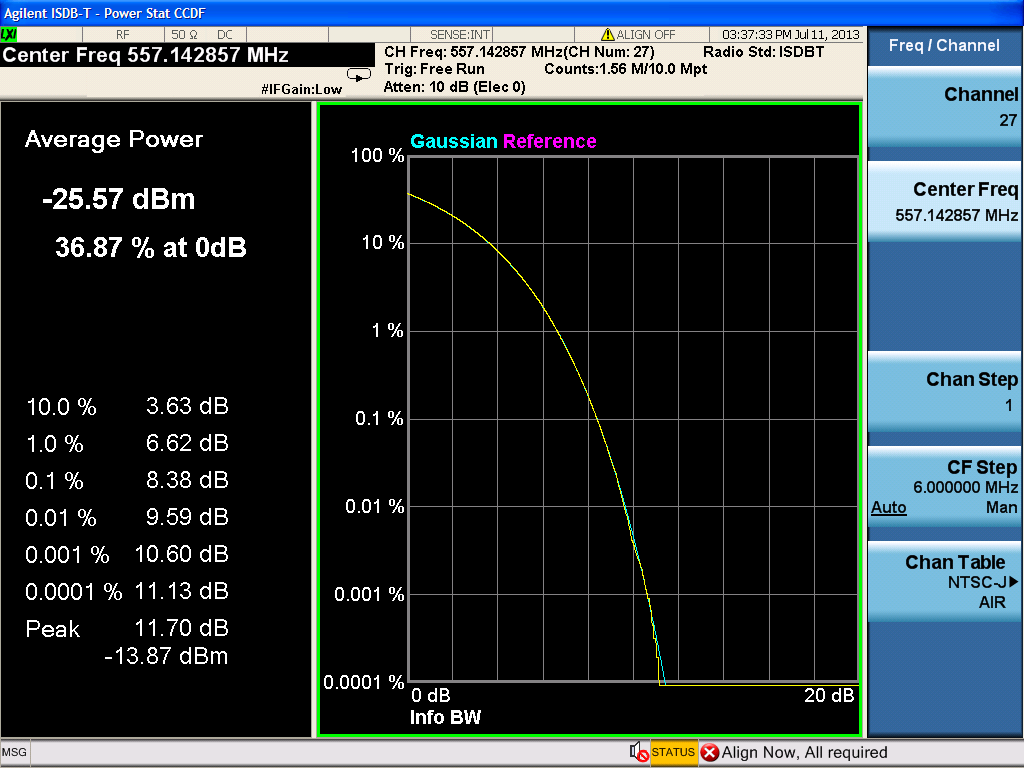 Agilent ISDB-T - Power Stat CCDF
LXI RF 50 Ω DC SENSE:INT ALIGN OFF 03:37:33 PM Jul 11, 2013
Center Freq 557.142857 MHz
CH Freq: 557.142857 MHz(CH Num: 27) Radio Std: ISDBT
Trig: Free Run Counts:1.56 M/10.0 Mpt
#IFGain:Low Atten: 10 dB (Elec 0)
Average Power
-25.57 dBm
36.87 % at 0dB
10.0 % 3.63 dB
1.0 % 6.62 dB
0.1 % 8.38 dB
0.01 % 9.59 dB
0.001 % 10.60 dB
0.0001 % 11.13 dB
Peak 11.70 dB
-13.87 dBm
Gaussian Reference
100 %
10 %
1 %
0.1 %
0.01 %
0.001 %
0.0001 %
0 dB 20 dB
Info BW
Freq / Channel
Channel
27
Center Freq
557.142857 MHz
Chan Step
1
CF Step
6.000000 MHz
Auto Man
Chan Table
NTSC-J
AIR
MSG STATUS Align Now, All required